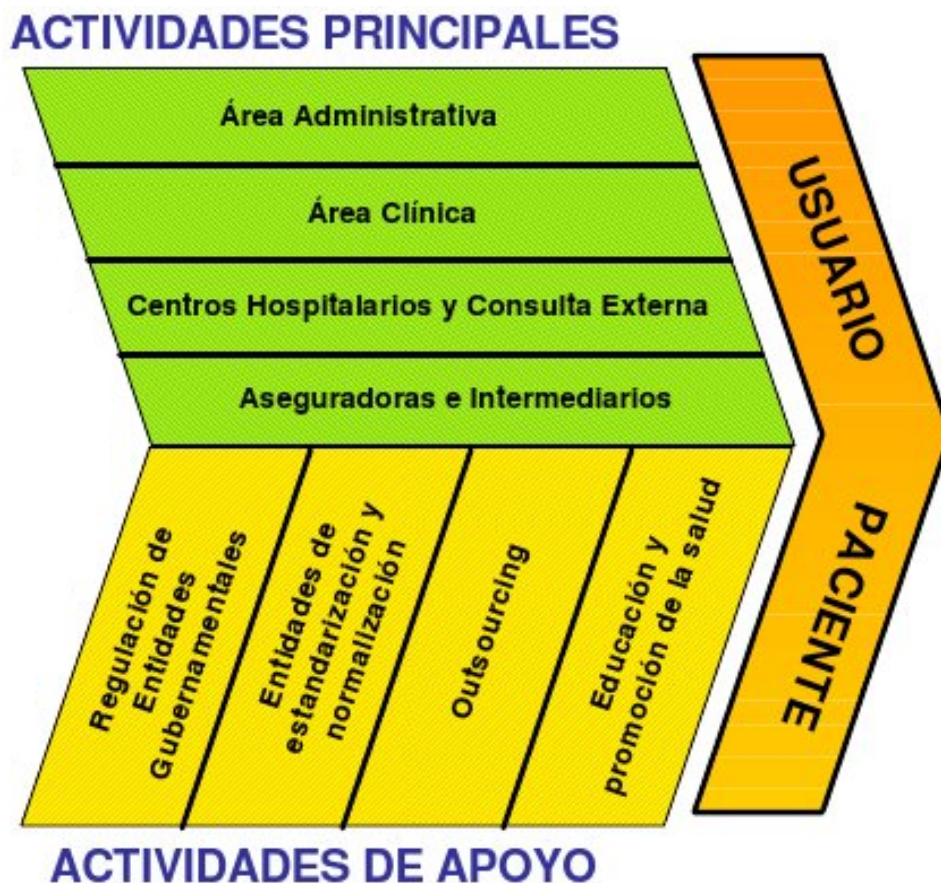 ACTIVIDADES PRINCIPALES
Área Administrativa
Área Clínica
Centros Hospitalarios y Consulta Externa
Aseguradoras e Intermediarios
Regulación de
Entidades
Gubernamentales
Entidades de
estandarización y
normalización
Outsourcing
Educación y
promoción de la salud
USUARIO
PACIENTE
ACTIVIDADES DE APOYO